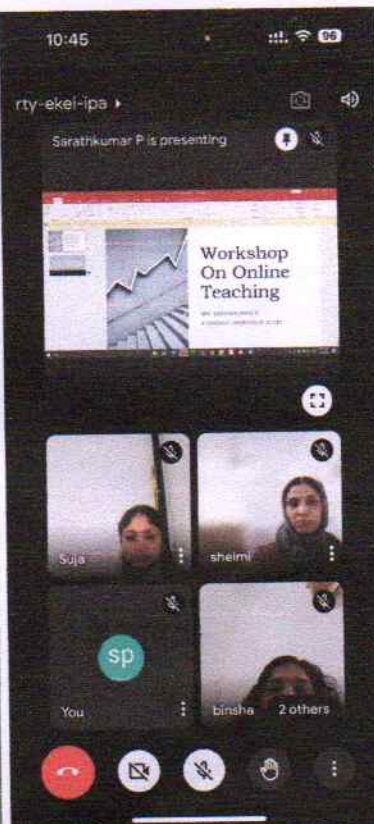 10:45
96
rty-ekei-ipa
Sarathkumar P is presenting
Workshop
On Online
Teaching
Suja
shelmi
sp
You
binsha 2 others